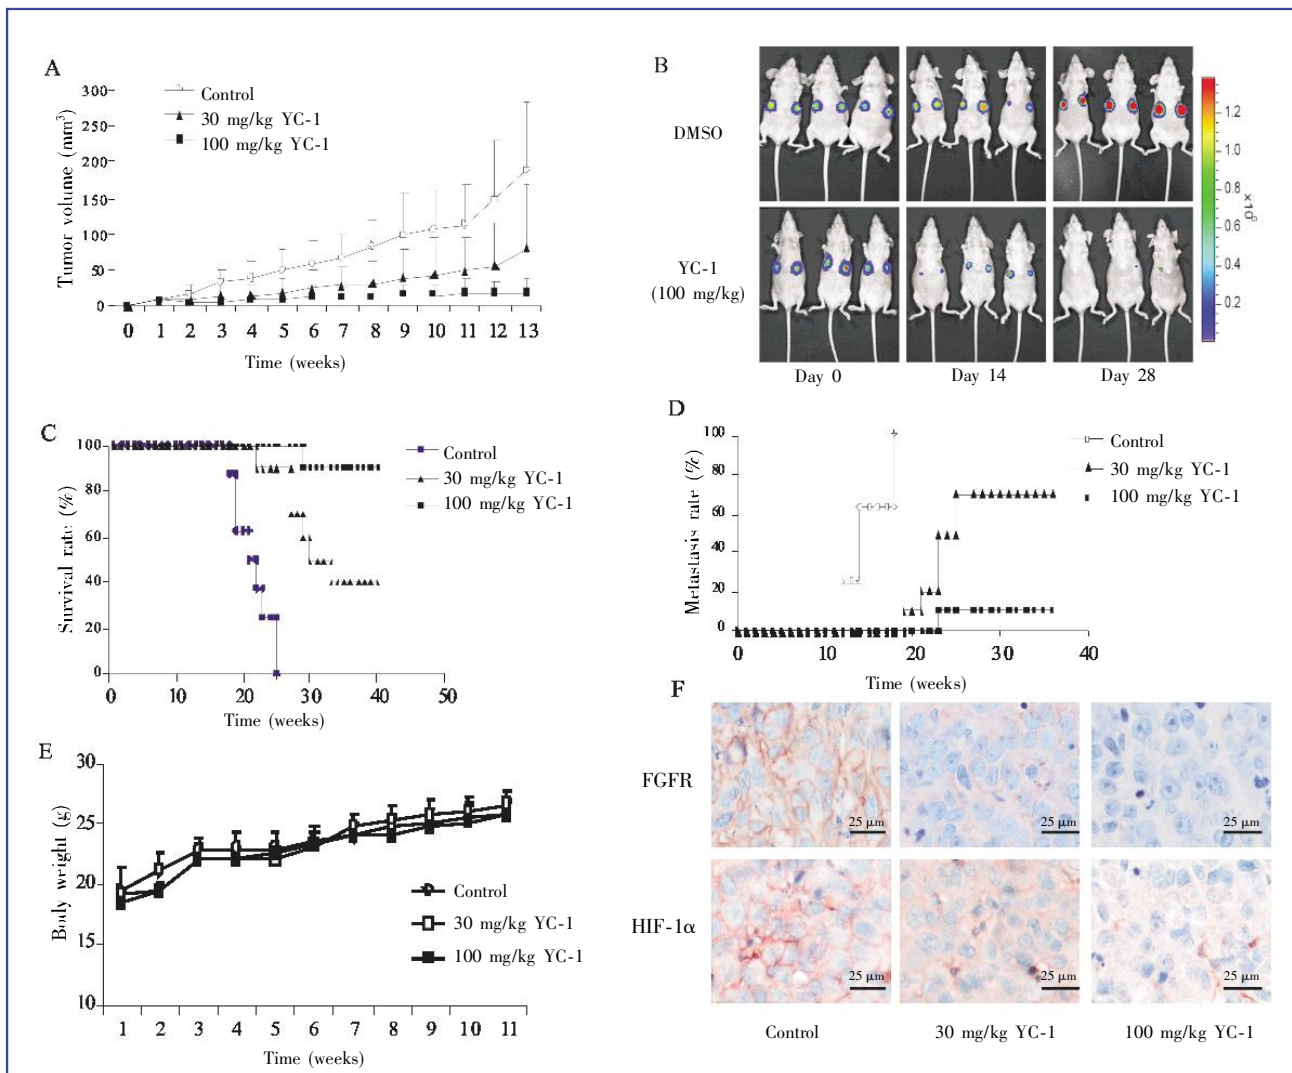 A
Tumor volume (mm³)
300
250
200
150
100
50
0
Control
30 mg/kg YC-1
100 mg/kg YC-1
0 1 2 3 4 5 6 7 8 9 10 11 12 13
Time (weeks)
B
DMSO
YC-1
(100 mg/kg)
Day 0 Day 14 Day 28
1.2
1.0
0.8
0.6
0.4
0.2
×10⁶
C
Survival rate (%)
100
80
60
40
20
0
0 10 20 30 40 50
Time (weeks)
Control
30 mg/kg YC-1
100 mg/kg YC-1
D
Metastasis rate (%)
100
80
60
40
20
0
0 10 20 30 40
Time (weeks)
Control
30 mg/kg YC-1
100 mg/kg YC-1
E
Body weight (g)
30
25
20
15
10
Control
30 mg/kg YC-1
100 mg/kg YC-1
1 2 3 4 5 6 7 8 9 10 11
Time (weeks)
F
FGFR
25 μm 25 μm 25 μm
HIF-1α
25 μm 25 μm 25 μm
Control 30 mg/kg YC-1 100 mg/kg YC-1